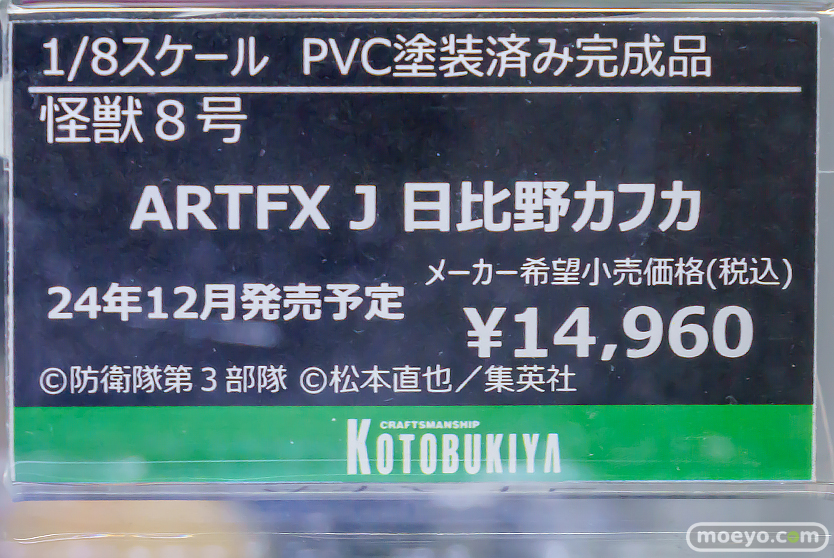 1/8スケール PVC塗装済み完成品
怪獣８号
ARTFX J 日比野カフカ
メーカー希望小売価格(税込)
24年12月発売予定
¥14,960
©防衛隊第３部隊 ©松本直也／集英社
CRAFTSMANSHIP
KOTOBUKIYA
moeyo.com